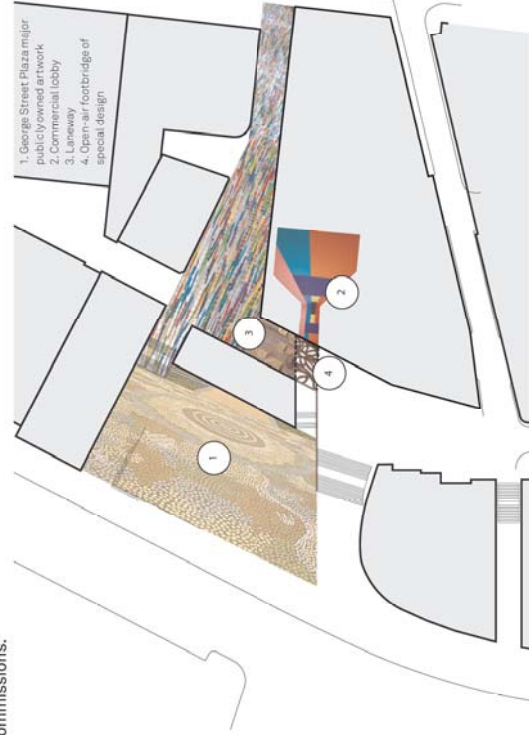 ommissions.
1. George Street Plaza major
publicly owned artwork
2. Commercial lobby
3. Laneway
4. Open-air footbridge of
special design
1
3
2
4